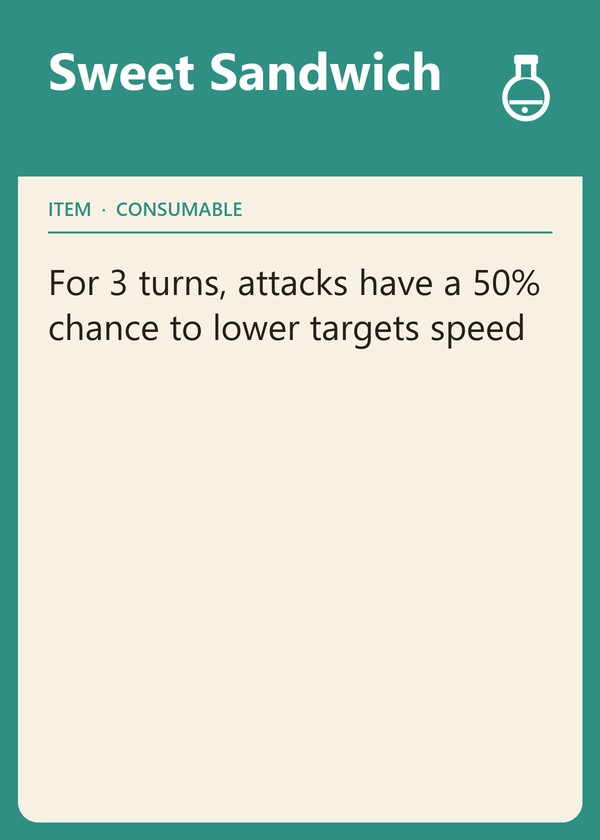 Sweet Sandwich
ITEM · CONSUMABLE
For 3 turns, attacks have a 50%
chance to lower targets speed